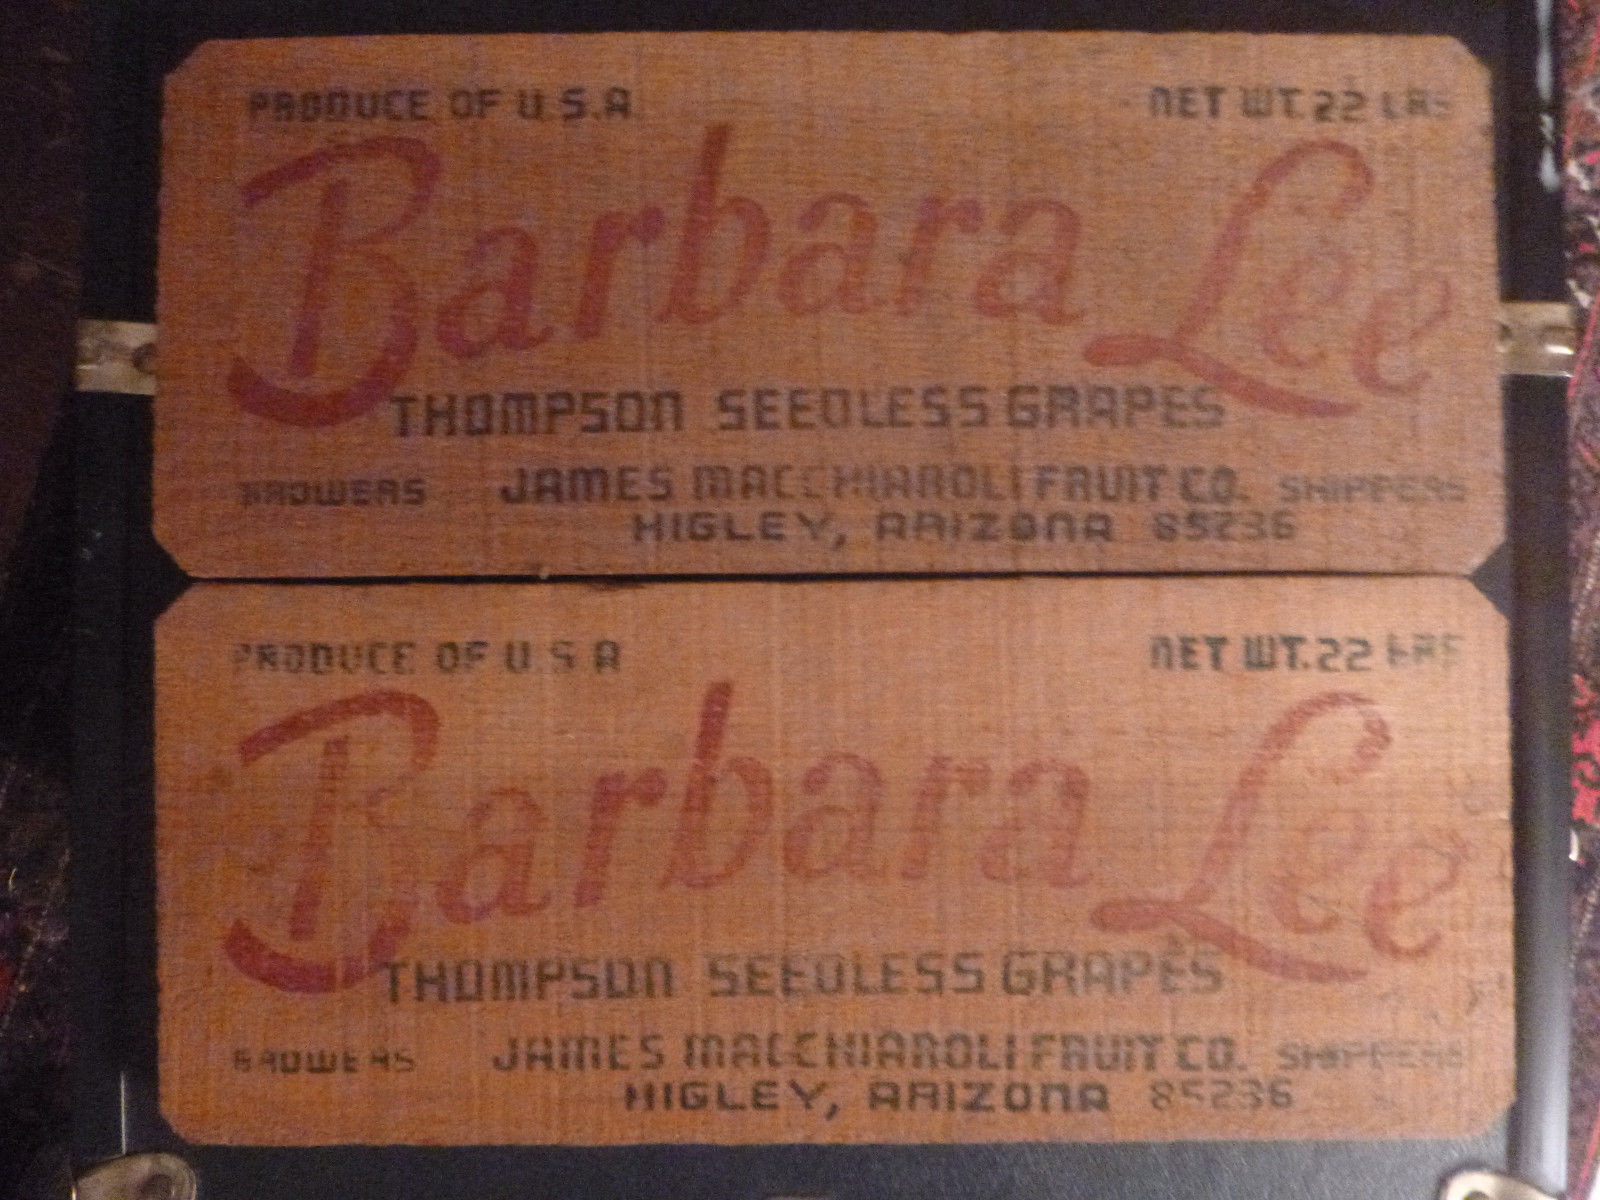 PRODUCE OF U.S.A. NET WT. 22 LBS
Barbara Lee
THOMPSON SEEDLESS GRAPES
GROWERS JAMES MACCHIAROLI FRUIT CO. SHIPPERS
HIGLEY, ARIZONA 85236
PRODUCE OF U.S.A NET WT. 22 LBS
Barbara Lee
THOMPSON SEEDLESS GRAPES
GROWERS JAMES MACCHIAROLI FRUIT CO. SHIPPERS
HIGLEY, ARIZONA 85236